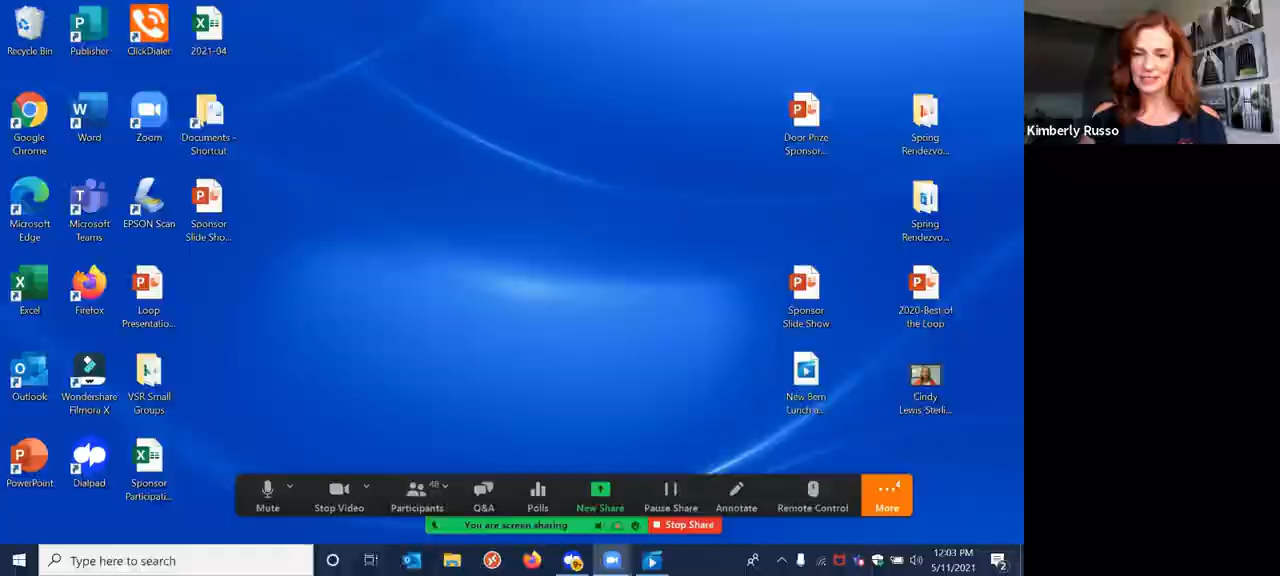 Recycle Bin
Publisher
ClickDialer
2021-04
Google
Chrome
Word
Zoom
Documents -
Shortcut
Door Prize
Sponsor...
Spring
Rendezvo...
Microsoft
Edge
Microsoft
Teams
EPSON Scan
Sponsor
Slide Sho...
Spring
Rendezvo...
Excel
Firefox
Loop
Presentatio...
Sponsor
Slide Show
2020-Best of
the Loop
Outlook
Wondershare
Filmora X
VSR Small
Groups
New Bern
Lunch a...
Cindy
Lewis-Sterli...
PowerPoint
Dialpad
Sponsor
Participati...
Kimberly Russo
48
4
Mute
Stop Video
Participants
Q&A
Polls
New Share
Pause Share
Annotate
Remote Control
More
You are screen sharing
Stop Share
Type here to search
12:03 PM
5/11/2021
2